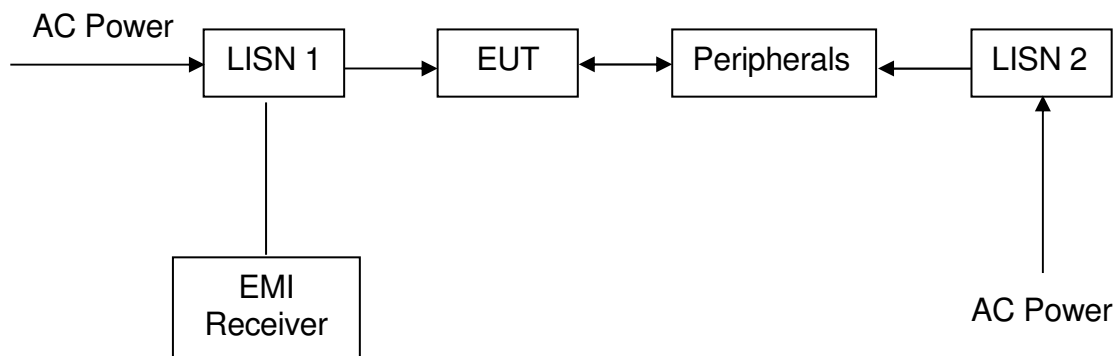 AC Power
LISN 1
EUT
Peripherals
LISN 2
EMI
Receiver
AC Power